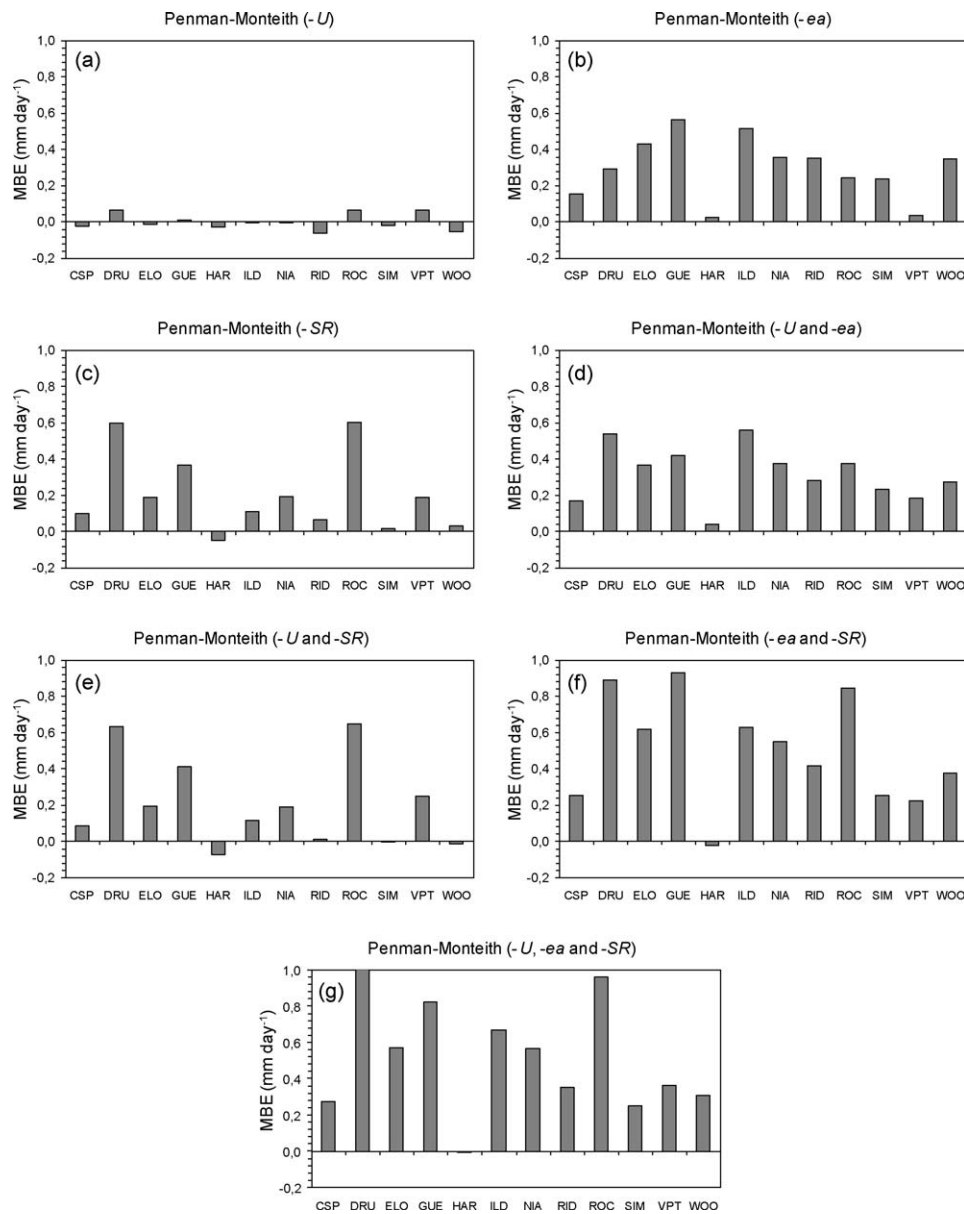 Penman-Monteith (-U)
(a)
MBE (mm day-1)
1,0
0,8
0,6
0,4
0,2
0,0
-0,2
CSP DRU ELO GUE HAR ILD NIA RID ROC SIM VPT WOO
Penman-Monteith (-ea)
(b)
MBE (mm day-1)
1,0
0,8
0,6
0,4
0,2
0,0
-0,2
CSP DRU ELO GUE HAR ILD NIA RID ROC SIM VPT WOO
Penman-Monteith (-SR)
(c)
MBE (mm day-1)
1,0
0,8
0,6
0,4
0,2
0,0
-0,2
CSP DRU ELO GUE HAR ILD NIA RID ROC SIM VPT WOO
Penman-Monteith (-U and -ea)
(d)
MBE (mm day-1)
1,0
0,8
0,6
0,4
0,2
0,0
-0,2
CSP DRU ELO GUE HAR ILD NIA RID ROC SIM VPT WOO
Penman-Monteith (-U and -SR)
(e)
MBE (mm day-1)
1,0
0,8
0,6
0,4
0,2
0,0
-0,2
CSP DRU ELO GUE HAR ILD NIA RID ROC SIM VPT WOO
Penman-Monteith (-ea and -SR)
(f)
MBE (mm day-1)
1,0
0,8
0,6
0,4
0,2
0,0
-0,2
CSP DRU ELO GUE HAR ILD NIA RID ROC SIM VPT WOO
Penman-Monteith (-U, -ea and -SR)
(g)
MBE (mm day-1)
1,0
0,8
0,6
0,4
0,2
0,0
-0,2
CSP DRU ELO GUE HAR ILD NIA RID ROC SIM VPT WOO